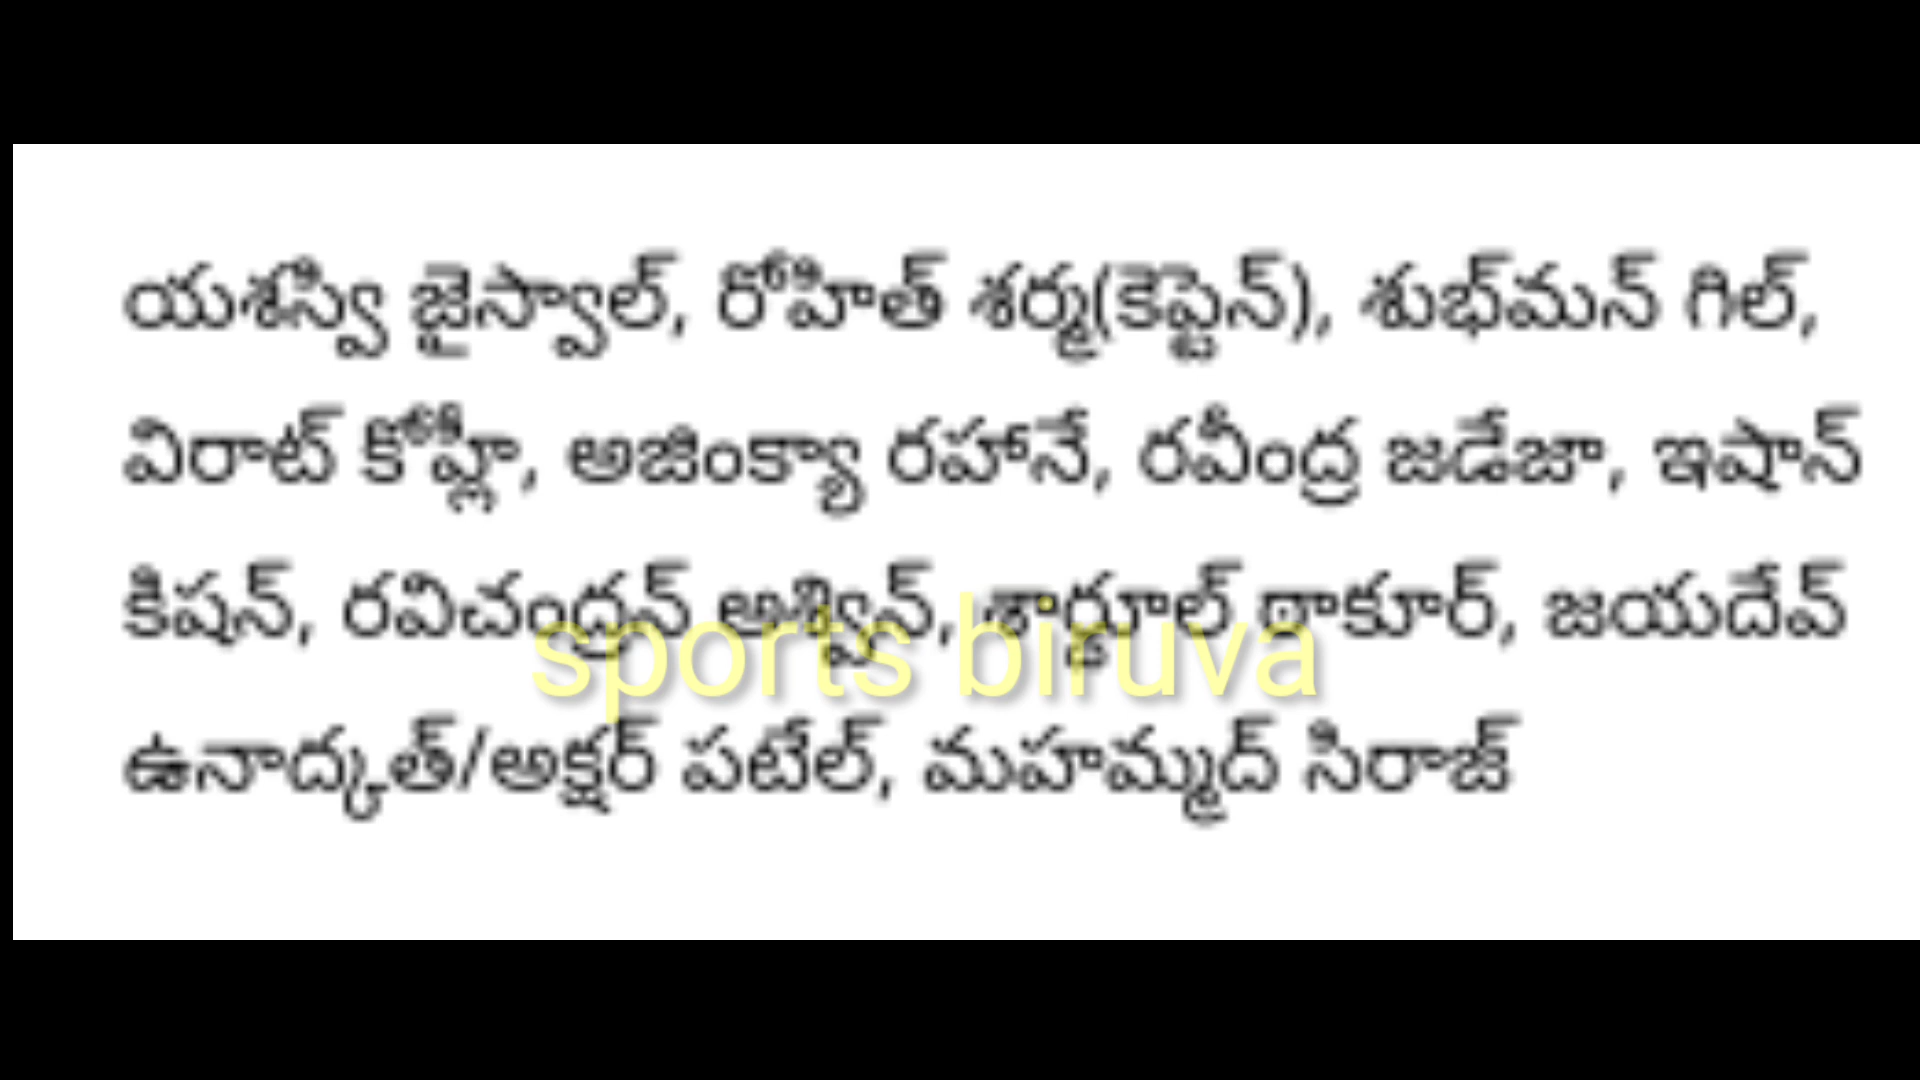 యశస్వి జైస్వాల్, రోహిత్ శర్మ(కెప్టెన్), శుభ్‌మన్ గిల్,
విరాట్ కోహ్లీ, అజింక్యా రహానే, రవీంద్ర జడేజా, ఇషాన్
కిషన్, రవిచంద్రన్ అశ్విన్, శార్దూల్ ఠాకూర్, జయదేవ్
sports biruva
ఉనాద్కత్/అక్షర్ పటేల్, మహమ్మద్ సిరాజ్